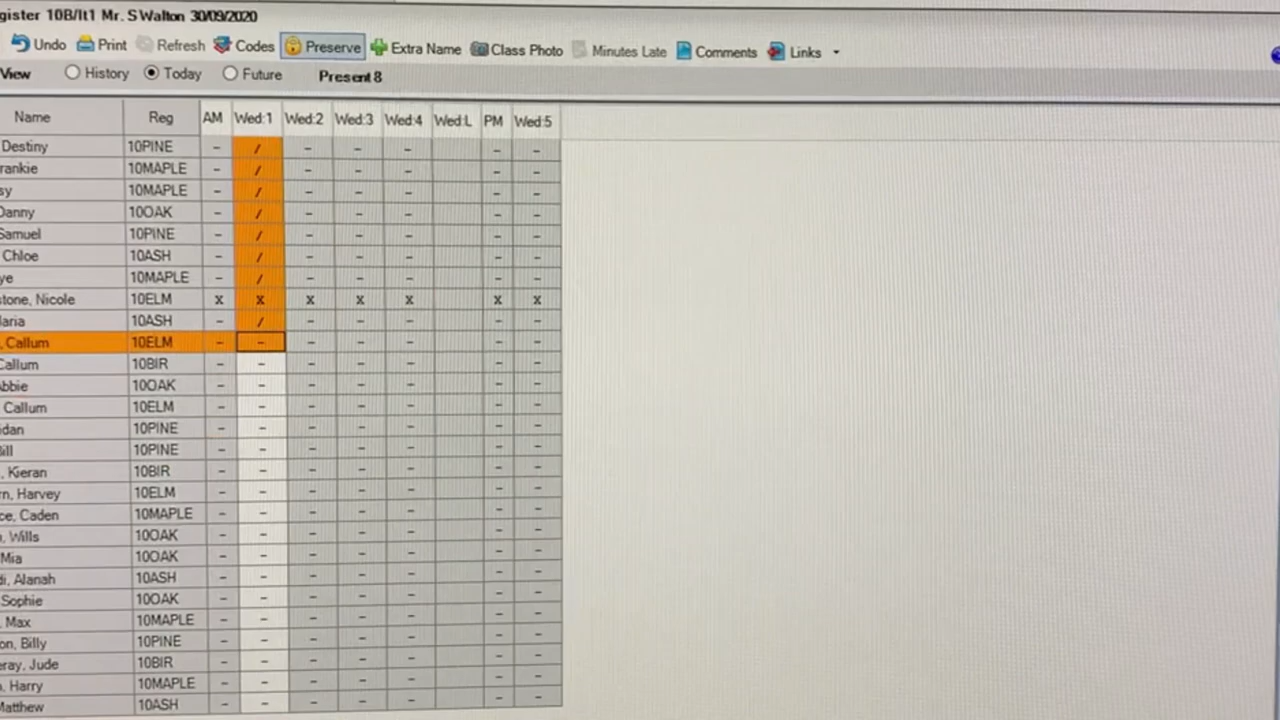 gister 10B/It1 Mr. S Walton 30/09/2020
Undo Print Refresh Codes Preserve Extra Name Class Photo Minutes Late Comments Links
View History Today Future Present 8
Name Reg AM Wed:1 Wed:2 Wed:3 Wed:4 Wed:L PM Wed:5
Destiny 10PINE - / - - - - -
rankie 10MAPLE - / - - - - -
sy 10MAPLE - / - - - - -
Danny 10OAK - / - - - - -
Samuel 10PINE - / - - - - -
Chloe 10ASH - / - - - - -
ye 10MAPLE - / - - - - -
stone, Nicole 10ELM x x x x x x x
laria 10ASH - / - - - - -
, Callum 10ELM - - - - - - -
Callum 10BIR - - - - - - -
Abbie 10OAK - - - - - - -
Callum 10ELM - - - - - - -
idan 10PINE - - - - - - -
Bill 10PINE - - - - - - -
, Kieran 10BIR - - - - - - -
rn, Harvey 10ELM - - - - - - -
ce, Caden 10MAPLE - - - - - - -
, Wills 10OAK - - - - - - -
Mia 10OAK - - - - - - -
di, Alanah 10ASH - - - - - - -
Sophie 10OAK - - - - - - -
, Max 10MAPLE - - - - - - -
on, Billy 10PINE - - - - - - -
eray, Jude 10BIR - - - - - - -
, Harry 10MAPLE - - - - - - -
Matthew 10ASH - - - - - - -